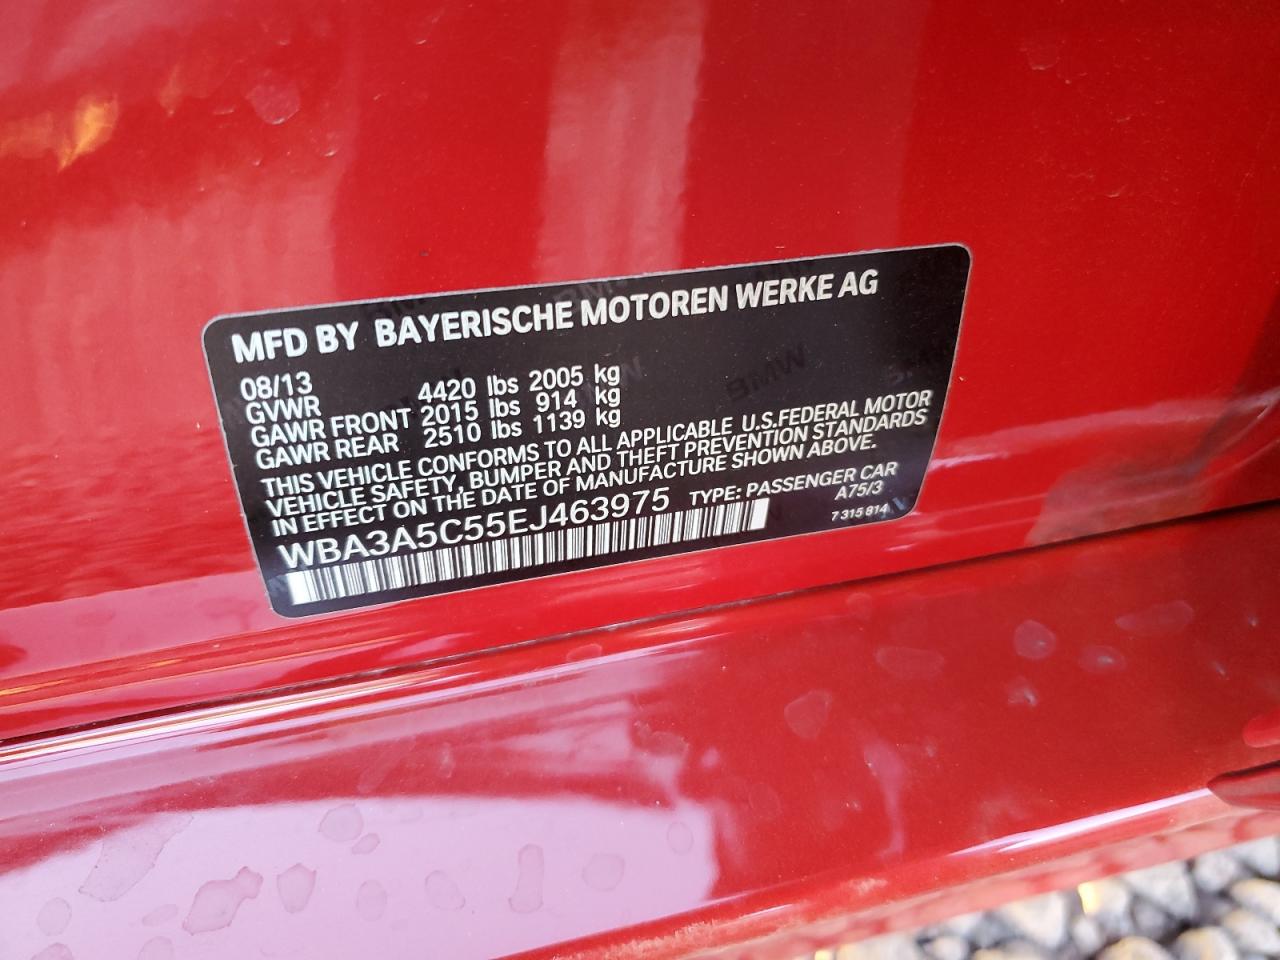 MFD BY BAYERISCHE MOTOREN WERKE AG
08/13
GVWR 4420 lbs 2005 kg
GAWR FRONT 2015 lbs 914 kg
GAWR REAR 2510 lbs 1139 kg
THIS VEHICLE CONFORMS TO ALL APPLICABLE U.S.FEDERAL MOTOR
VEHICLE SAFETY, BUMPER AND THEFT PREVENTION STANDARDS
IN EFFECT ON THE DATE OF MANUFACTURE SHOWN ABOVE.
WBA3A5C55EJ463975 TYPE: PASSENGER CAR
A75/3
7 315 814